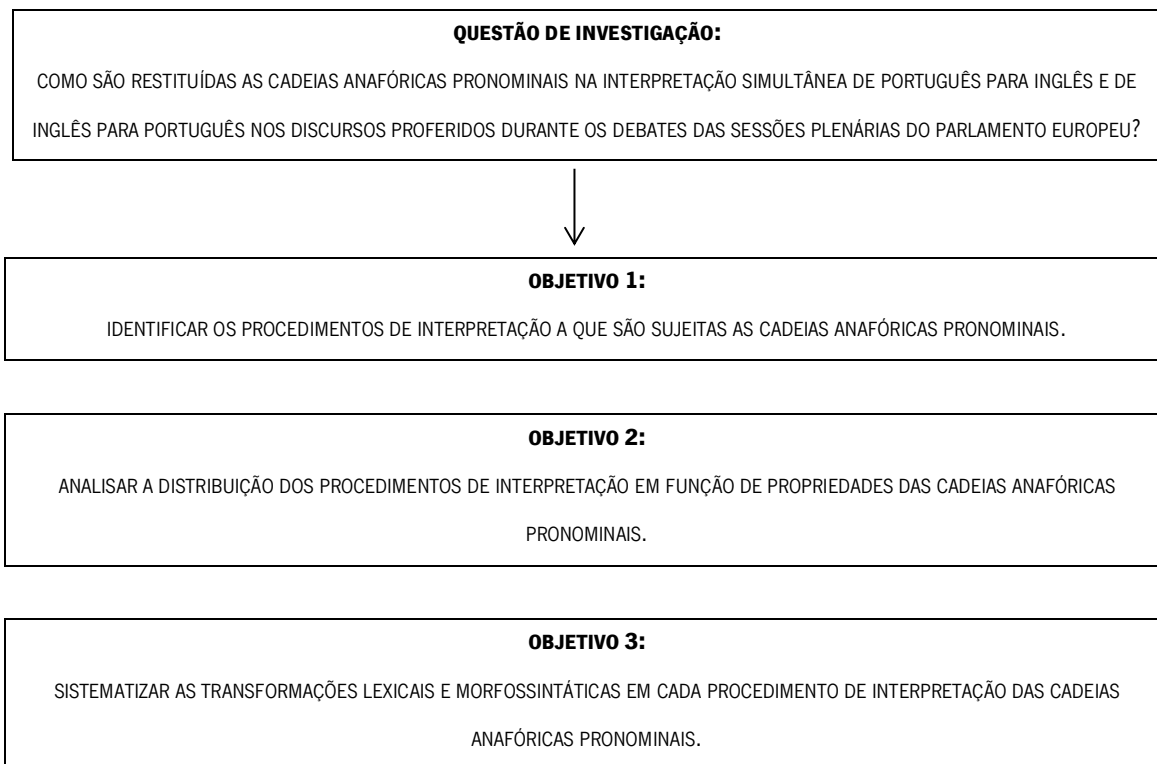 QUESTÃO DE INVESTIGAÇÃO:
COMO SÃO RESTITUÍDAS AS CADEIAS ANAFÓRICAS PRONOMINAIS NA INTERPRETAÇÃO SIMULTÂNEA DE PORTUGUÊS PARA INGLÊS E DE
INGLÊS PARA PORTUGUÊS NOS DISCURSOS PROFERIDOS DURANTE OS DEBATES DAS SESSÕES PLENÁRIAS DO PARLAMENTO EUROPEU?
OBJETIVO 1:
IDENTIFICAR OS PROCEDIMENTOS DE INTERPRETAÇÃO A QUE SÃO SUJEITAS AS CADEIAS ANAFÓRICAS PRONOMINAIS.
OBJETIVO 2:
ANALISAR A DISTRIBUIÇÃO DOS PROCEDIMENTOS DE INTERPRETAÇÃO EM FUNÇÃO DE PROPRIEDADES DAS CADEIAS ANAFÓRICAS
PRONOMINAIS.
OBJETIVO 3:
SISTEMATIZAR AS TRANSFORMAÇÕES LEXICAIS E MORFOSSINTÁTICAS EM CADA PROCEDIMENTO DE INTERPRETAÇÃO DAS CADEIAS
ANAFÓRICAS PRONOMINAIS.